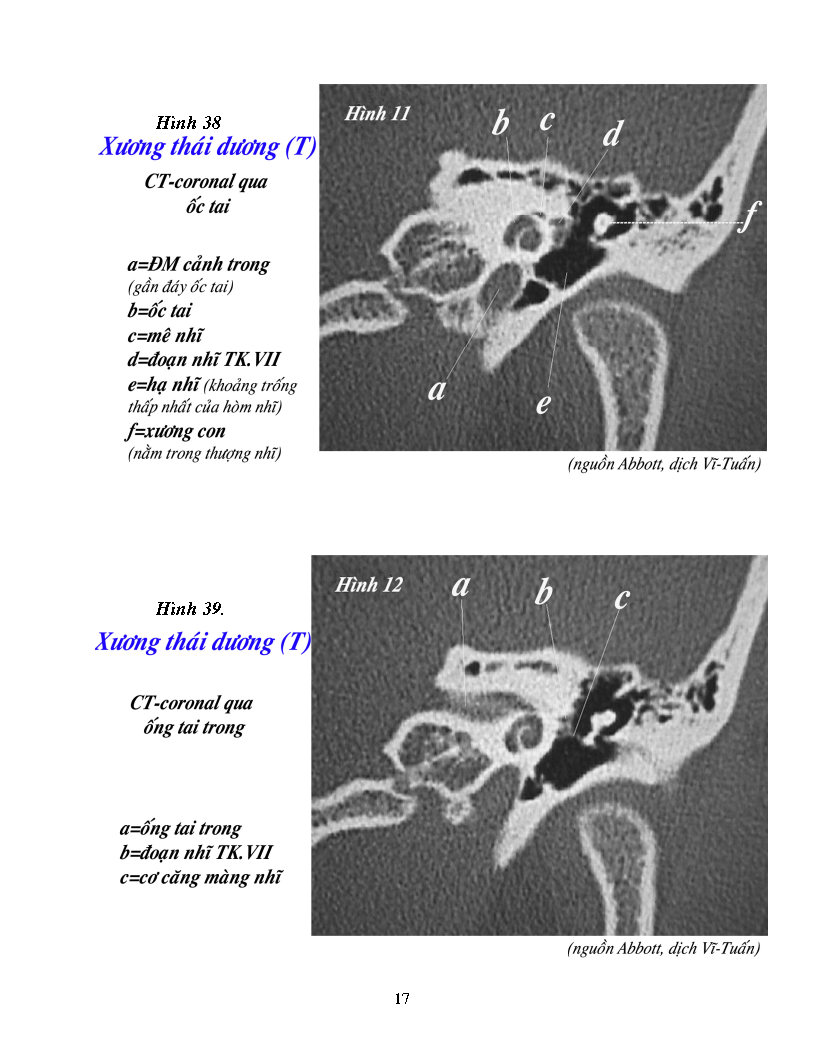 Hình 38
Xương thái dương (T)
CT-coronal qua
ốc tai
a=ĐM cảnh trong
(gần đáy ốc tai)
b=ốc tai
c=mê nhĩ
d=đoạn nhĩ TK.VII
e=hạ nhĩ (khoảng trống
thấp nhất của hòm nhĩ)
f=xương con
(nằm trong thượng nhĩ)
Hình 11
b
c
d
f
a
e
(nguồn Abbott, dịch Vĩ-Tuấn)
Hình 39.
Xương thái dương (T)
CT-coronal qua
ống tai trong
a=ống tai trong
b=đoạn nhĩ TK.VII
c=cơ căng màng nhĩ
Hình 12
a
b
c
(nguồn Abbott, dịch Vĩ-Tuấn)
17